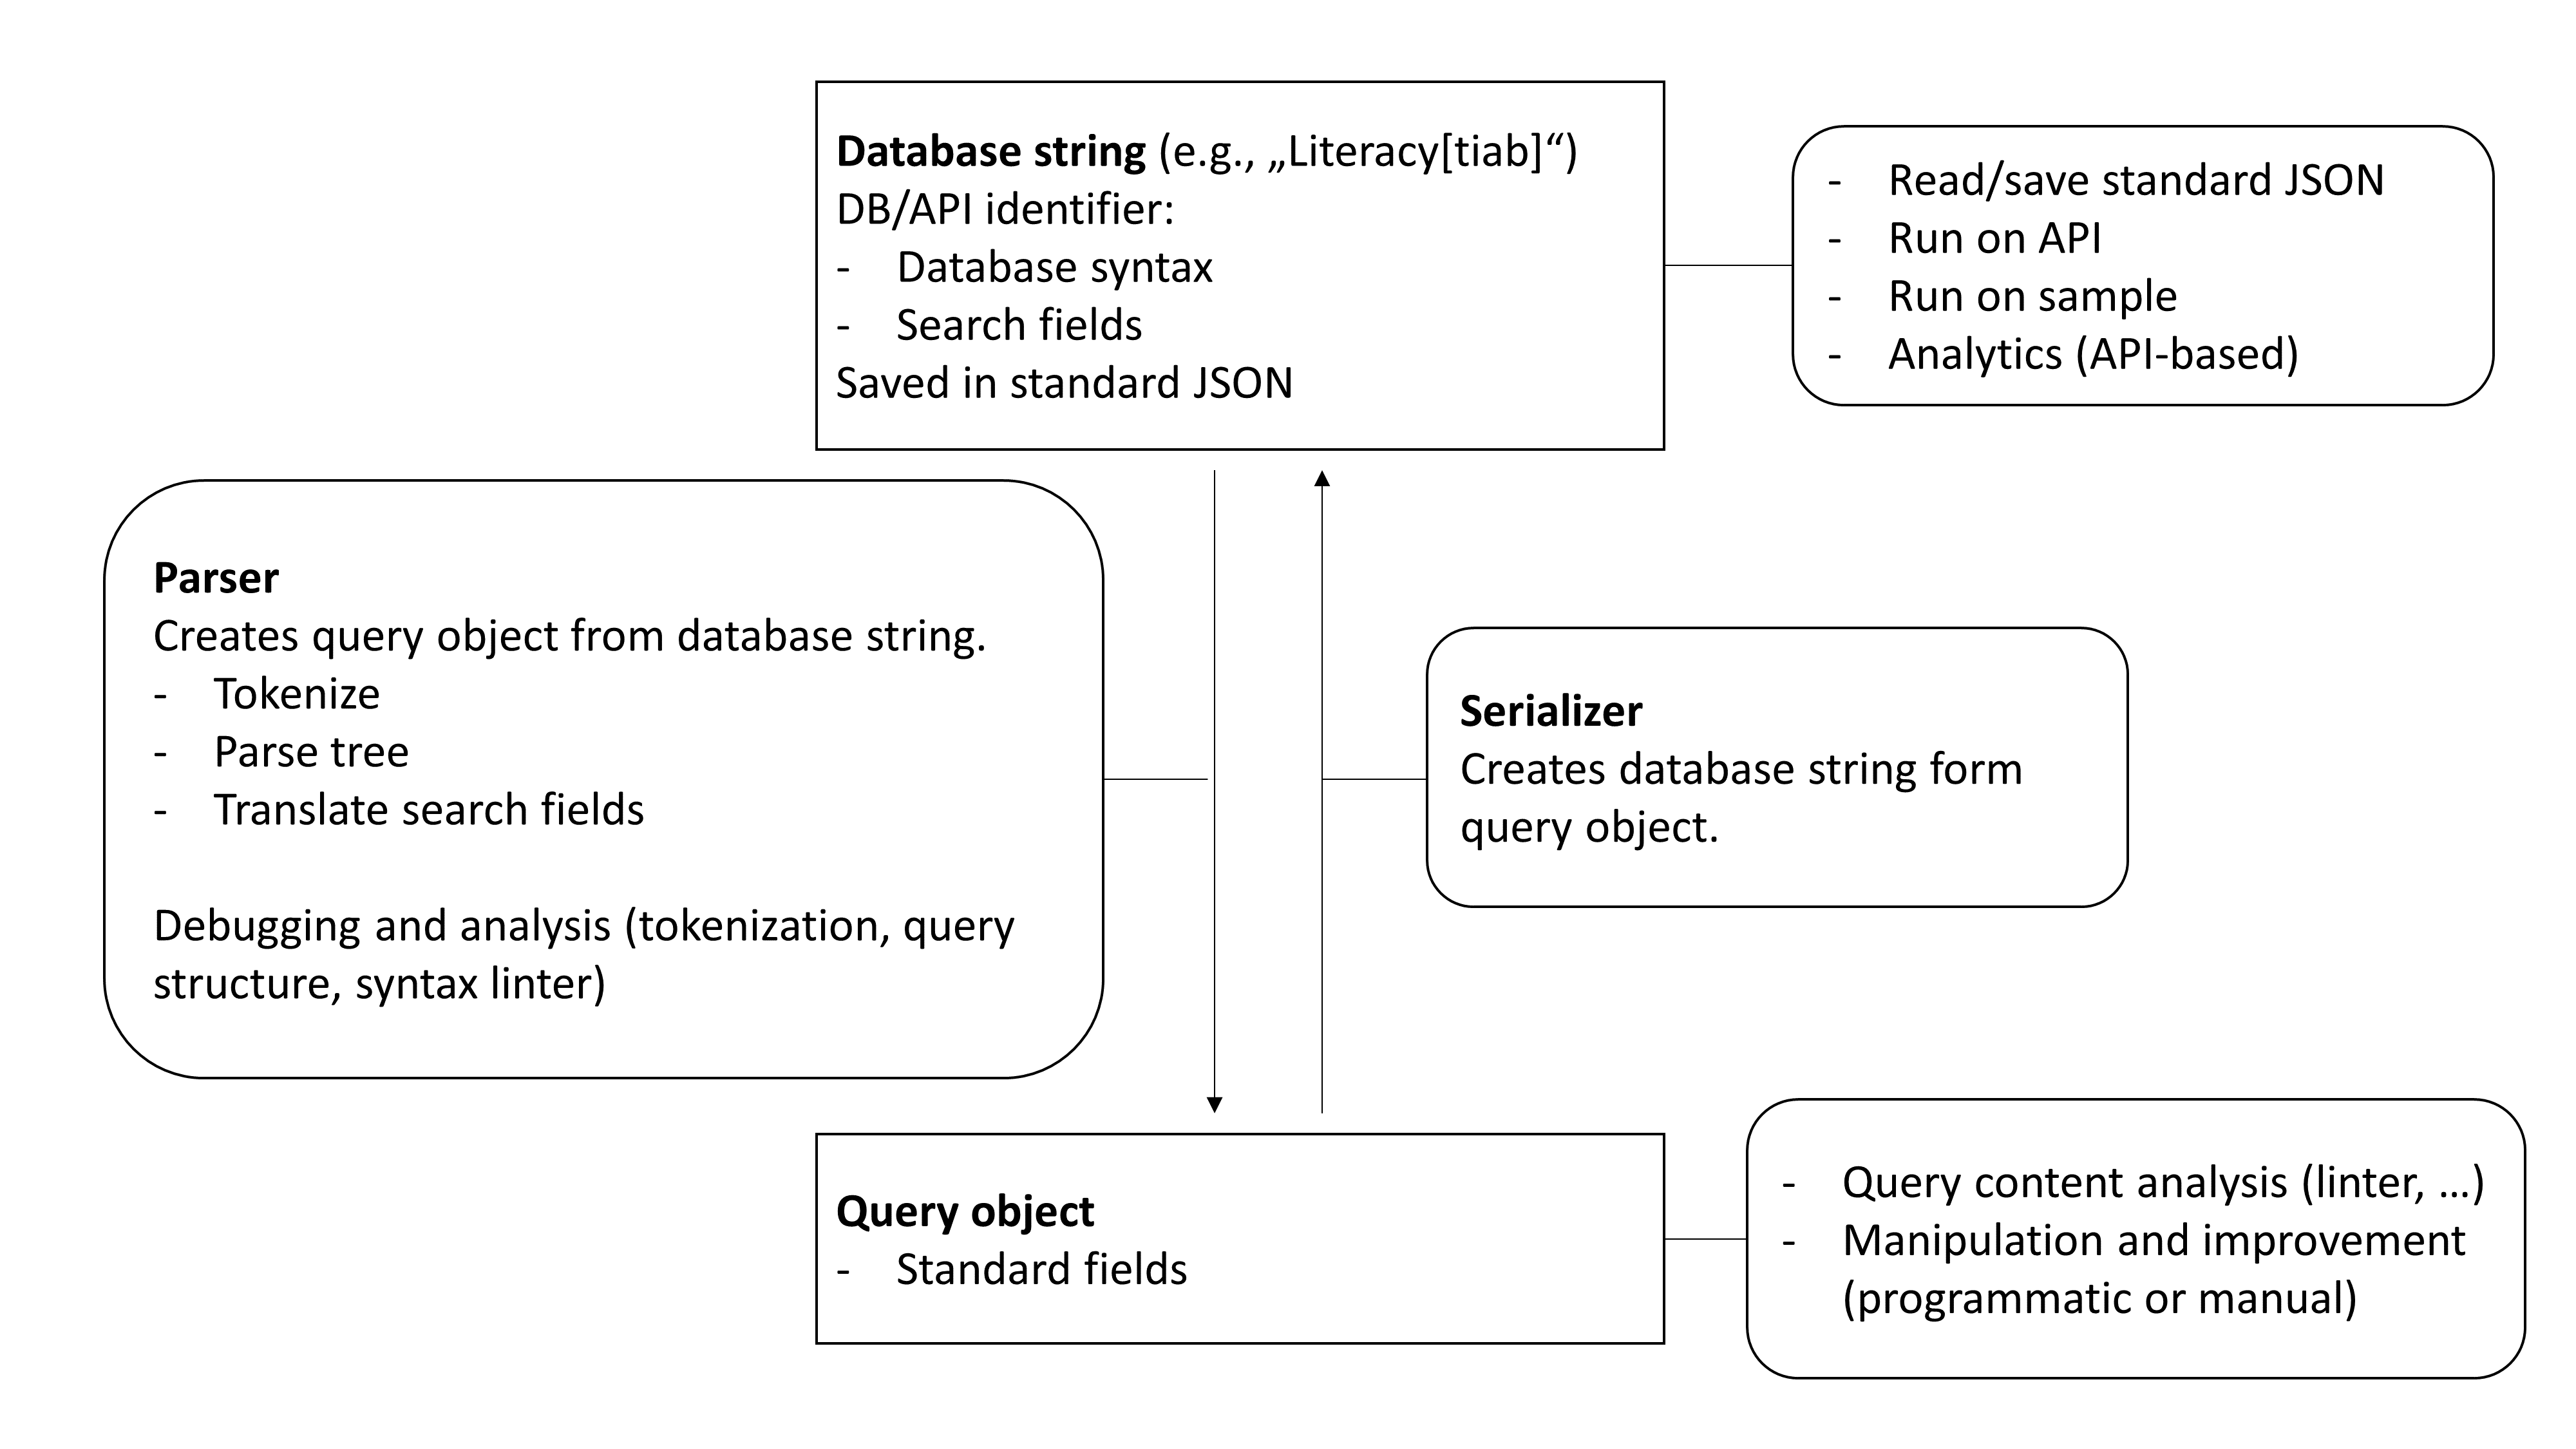 Database string (e.g., „Literacy[tiab]“)
DB/API identifier:
- Database syntax
- Search fields
Saved in standard JSON
- Read/save standard JSON
- Run on API
- Run on sample
- Analytics (API-based)
Parser
Creates query object from database string.
- Tokenize
- Parse tree
- Translate search fields
Debugging and analysis (tokenization, query
structure, syntax linter)
Serializer
Creates database string form
query object.
Query object
- Standard fields
- Query content analysis (linter, ...)
- Manipulation and improvement
(programmatic or manual)